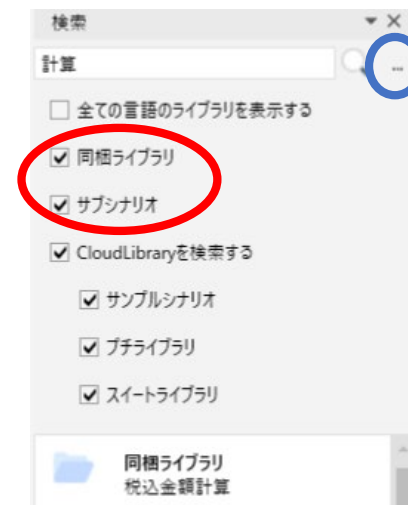 検索
計算
...
全ての言語のライブラリを表示する
同梱ライブラリ
サブシナリオ
CloudLibraryを検索する
サンプルシナリオ
プチライブラリ
スイートライブラリ
同梱ライブラリ
税込金額計算